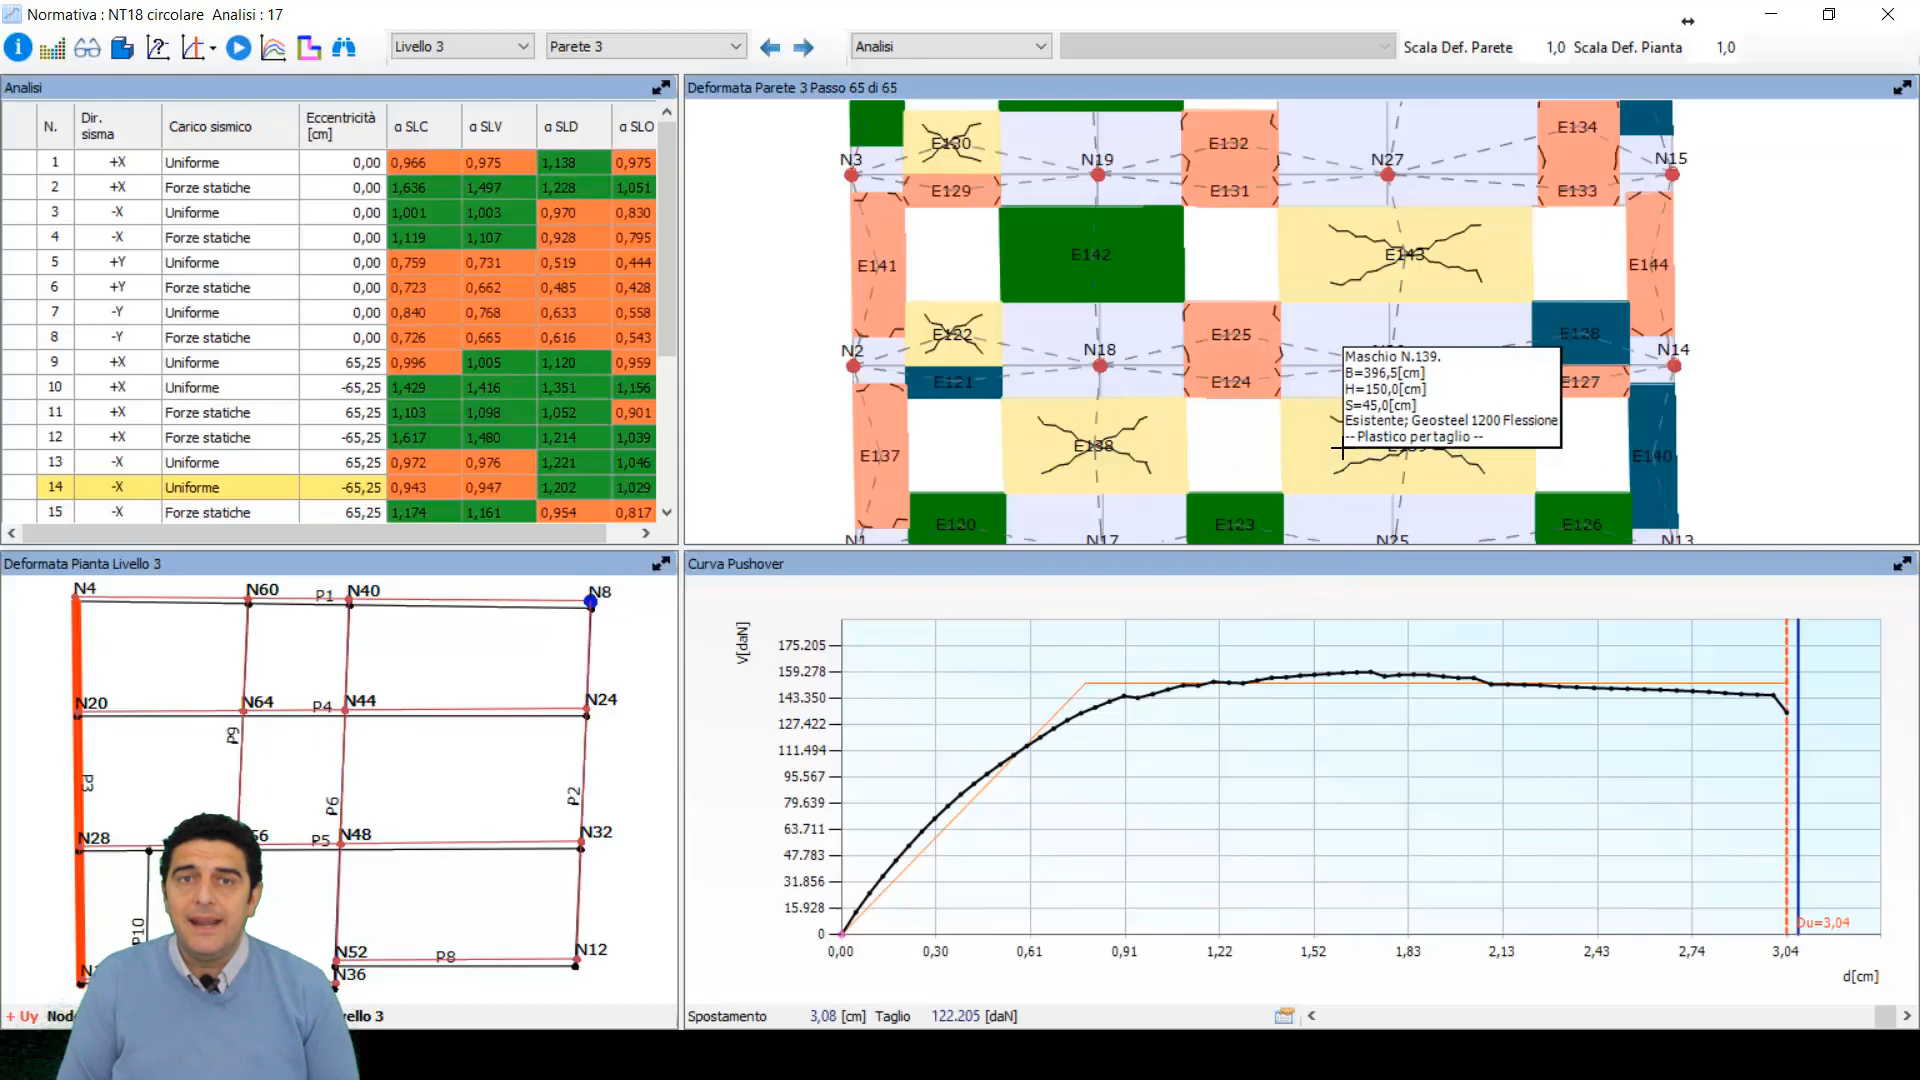 Normativa : NT18 circolare Analisi : 17
Livello 3
Parete 3
Analisi
Scala Def. Parete 1,0 Scala Def. Pianta 1,0
Analisi
N. Dir. sisma Carico sismico Eccentricità [cm] α SLC α SLV α SLD α SLO
1 +X Uniforme 0,00 0,966 0,975 1,138 0,975
2 +X Forze statiche 0,00 1,636 1,497 1,228 1,051
3 -X Uniforme 0,00 1,001 1,003 0,970 0,830
4 -X Forze statiche 0,00 1,119 1,107 0,928 0,795
5 +Y Uniforme 0,00 0,759 0,731 0,519 0,444
6 +Y Forze statiche 0,00 0,723 0,662 0,485 0,428
7 -Y Uniforme 0,00 0,840 0,768 0,633 0,558
8 -Y Forze statiche 0,00 0,726 0,665 0,616 0,543
9 +X Uniforme 65,25 0,996 1,005 1,120 0,959
10 +X Uniforme -65,25 1,429 1,416 1,351 1,156
11 +X Forze statiche 65,25 1,103 1,098 1,052 0,901
12 +X Forze statiche -65,25 1,617 1,480 1,214 1,039
13 -X Uniforme 65,25 0,972 0,976 1,221 1,046
14 -X Uniforme -65,25 0,943 0,947 1,202 1,029
15 -X Forze statiche 65,25 1,174 1,161 0,954 0,817
Deformata Parete 3 Passo 65 di 65
E130 E132 E134
N3 N19 N27 N15
E129 E131 E133
E141 E142 E143 E144
E122 E125 E128
N2 N18 N14
E121 E124 E127
Maschio N.139.
B=396,5[cm]
H=150,0[cm]
S=45,0[cm]
Esistente; Geosteel 1200 Flessione
-- Plastico per taglio --
E137 E138 E139 E140
E120 E123 E126
N1 N17 N25 N13
Deformata Pianta Livello 3
N4 N60 P1 N40 N8
N20 N64 P4 N44 N24
P9
P3 P6 P2
N28 56 P5 N48 N32
P10
N52 P8 N12
N36
+ Uy Nod
vello 3
Curva Pushover
V[daN]
175.205
159.278
143.350
127.422
111.494
95.567
79.639
63.711
47.783
31.856
15.928
0
Du=3,04
0,00 0,30 0,61 0,91 1,22 1,52 1,83 2,13 2,43 2,74 3,04
d[cm]
Spostamento 3,08 [cm] Taglio 122.205 [daN]